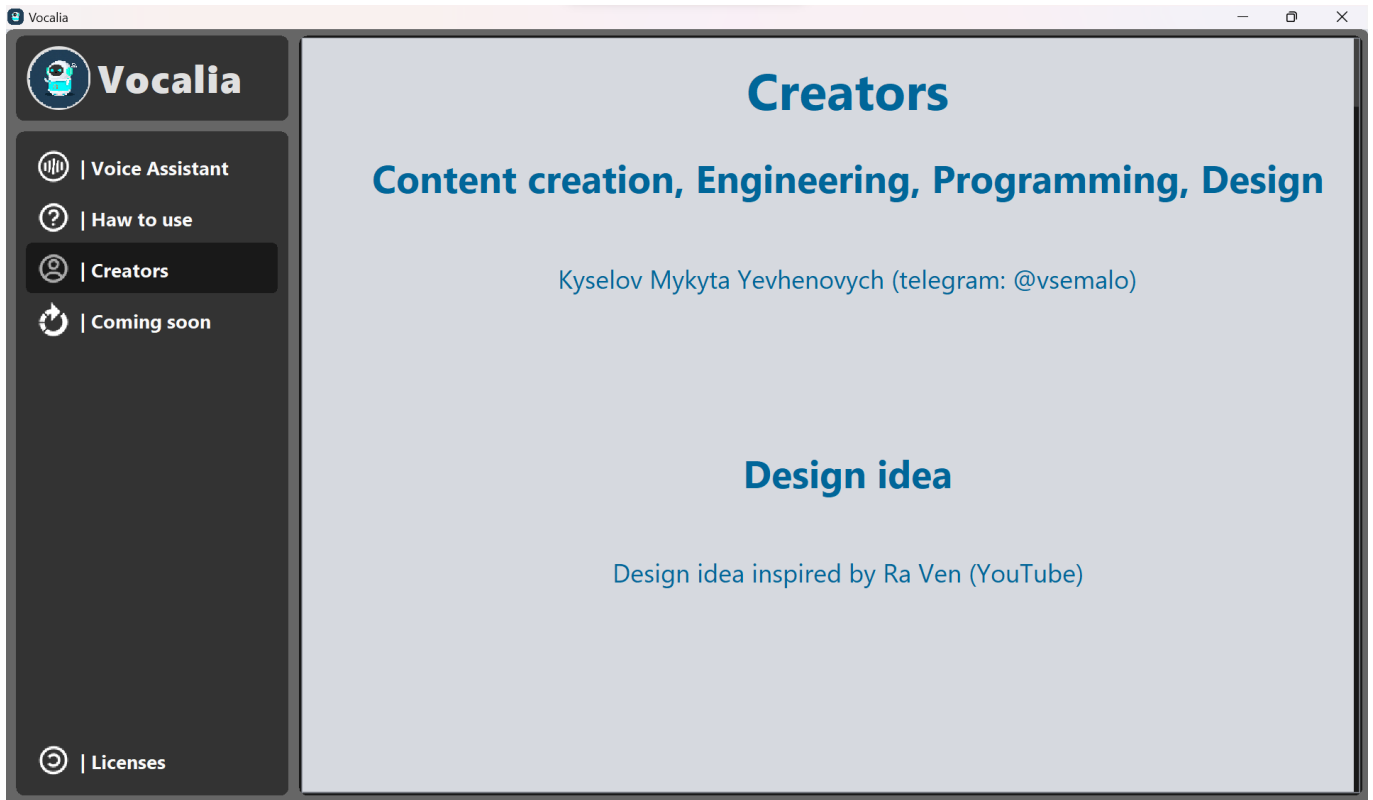 Vocalia
Vocalia
| Voice Assistant
| Haw to use
| Creators
| Coming soon
| Licenses
Creators
Content creation, Engineering, Programming, Design
Kyselov Mykyta Yevhenovych (telegram: @vsemalo)
Design idea
Design idea inspired by Ra Ven (YouTube)